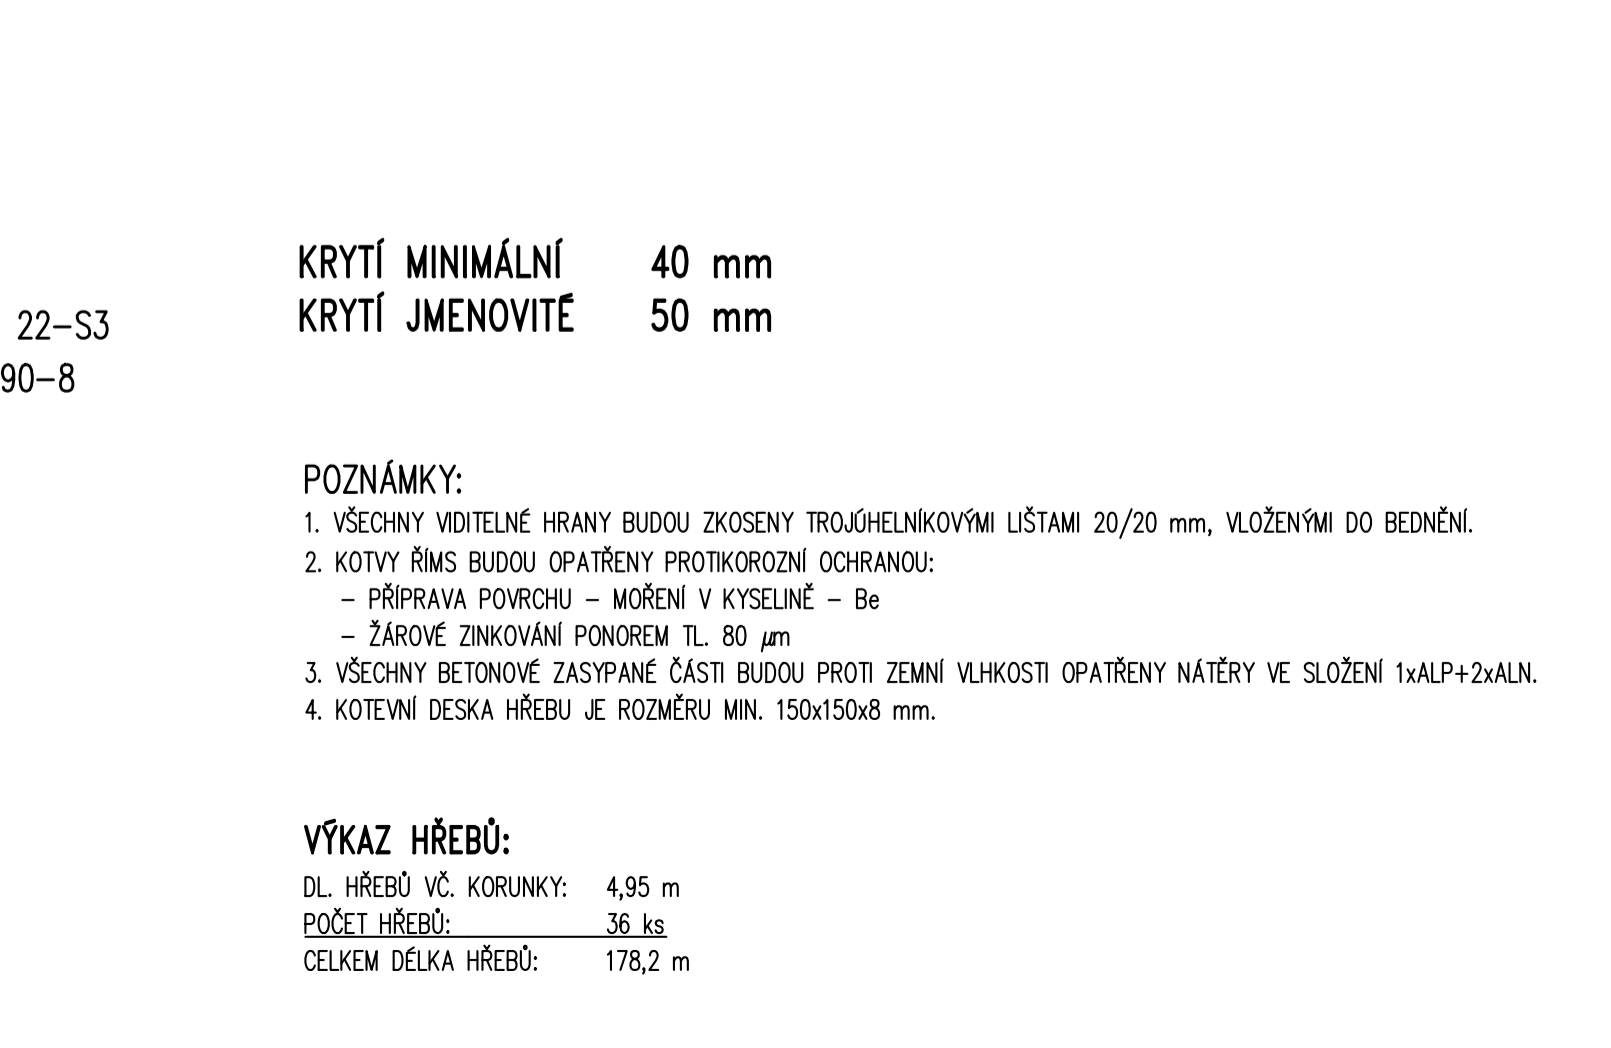 KRYTÍ MINIMÁLNÍ 40 mm
KRYTÍ JMENOVITÉ 50 mm
22–S3
90–8
POZNÁMKY:
1. VŠECHNY VIDITELNÉ HRANY BUDOU ZKOSENY TROJÚHELNÍKOVÝMI LIŠTAMI 20/20 mm, VLOŽENÝMI DO BEDNĚNÍ.
2. KOTVY ŘÍMS BUDOU OPATŘENY PROTIKOROZNÍ OCHRANOU:
– PŘÍPRAVA POVRCHU – MOŘENÍ V KYSELINĚ – Be
– ŽÁROVÉ ZINKOVÁNÍ PONOREM TL. 80 μm
3. VŠECHNY BETONOVÉ ZASYPANÉ ČÁSTI BUDOU PROTI ZEMNÍ VLHKOSTI OPATŘENY NÁTĚRY VE SLOŽENÍ 1xALP+2xALN.
4. KOTEVNÍ DESKA HŘEBU JE ROZMĚRU MIN. 150x150x8 mm.
VÝKAZ HŘEBŮ:
DL. HŘEBŮ VČ. KORUNKY: 4,95 m
POČET HŘEBŮ: 36 ks
CELKEM DÉLKA HŘEBŮ: 178,2 m